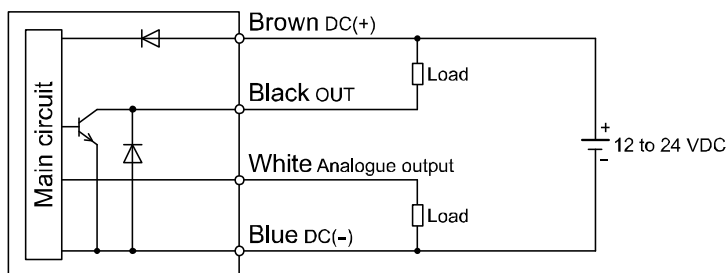 Brown DC(+)
Load
Black OUT
Main circuit
+
12 to 24 VDC
−
White Analogue output
Load
Blue DC(−)